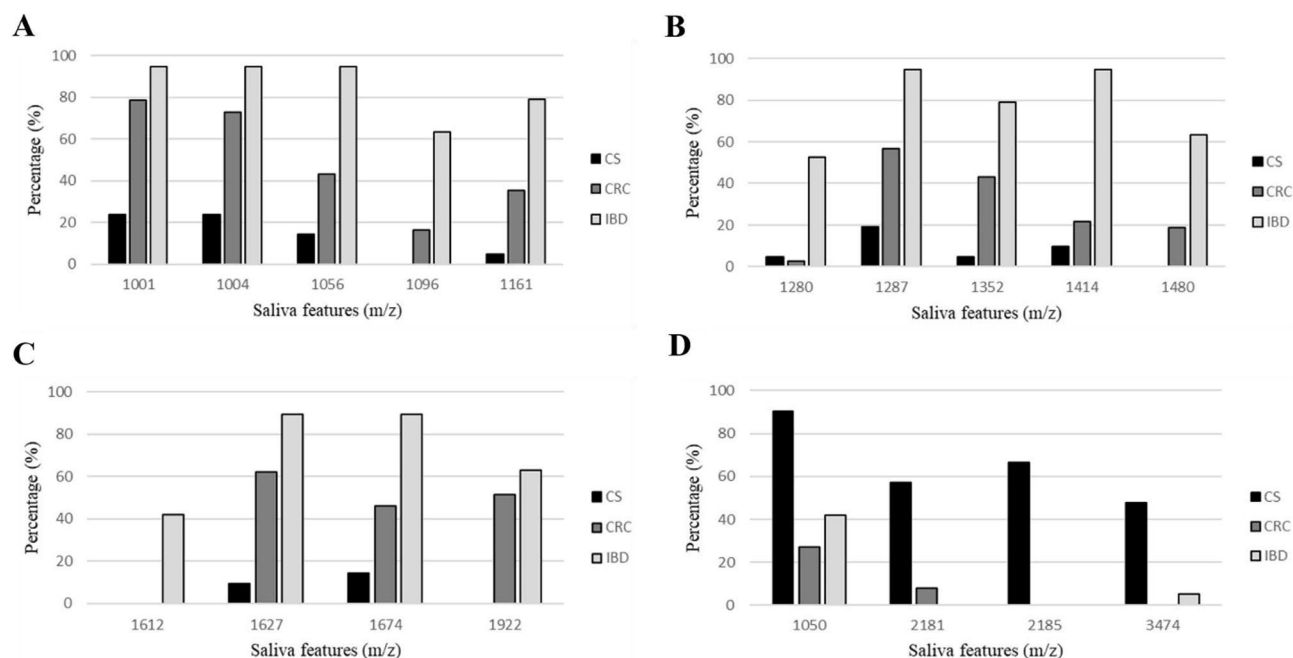 A
Percentage (%)
100
80
60
40
20
0
1001 1004 1056 1096 1161
Saliva features (m/z)
CS
CRC
IBD
B
Percentage (%)
100
80
60
40
20
0
1280 1287 1352 1414 1480
Saliva features (m/z)
CS
CRC
IBD
C
Percentage (%)
100
80
60
40
20
0
1612 1627 1674 1922
Saliva features (m/z)
CS
CRC
IBD
D
Percentage (%)
100
80
60
40
20
0
1050 2181 2185 3474
Saliva features (m/z)
CS
CRC
IBD